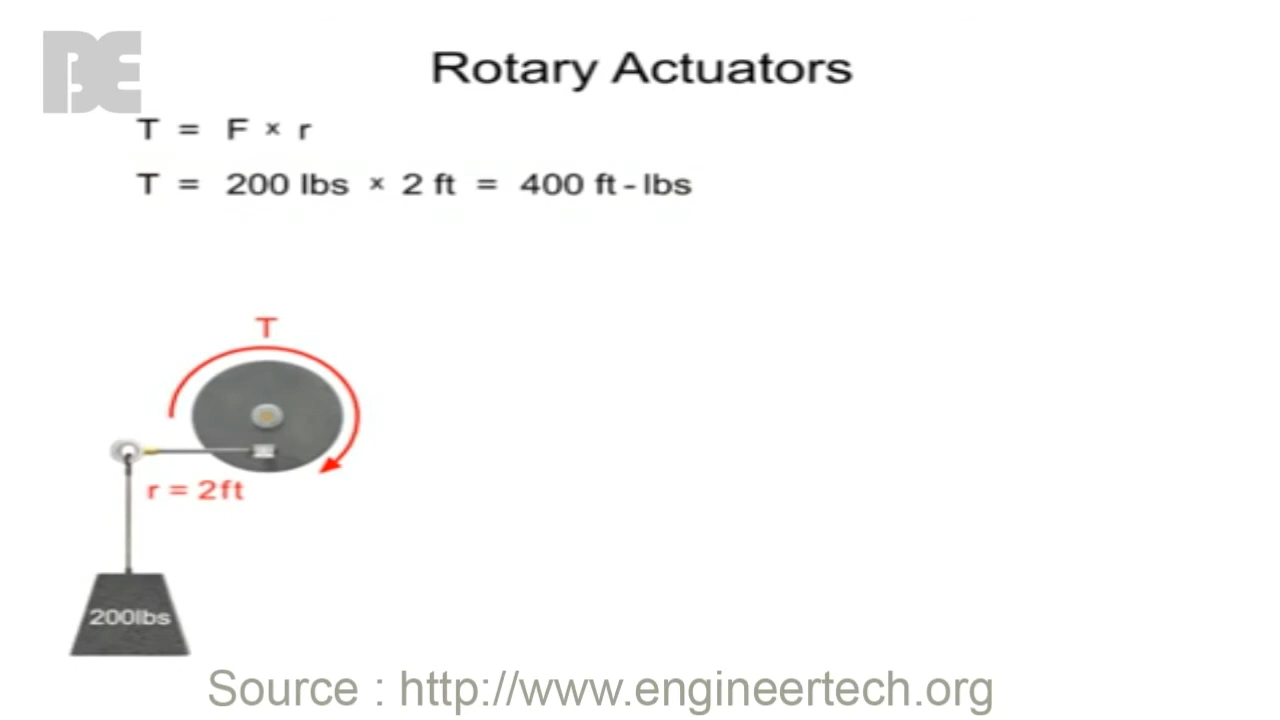 BE
Rotary Actuators
T = F × r
T = 200 lbs × 2 ft = 400 ft-lbs
T
r = 2ft
200lbs
Source : http://www.engineertech.org